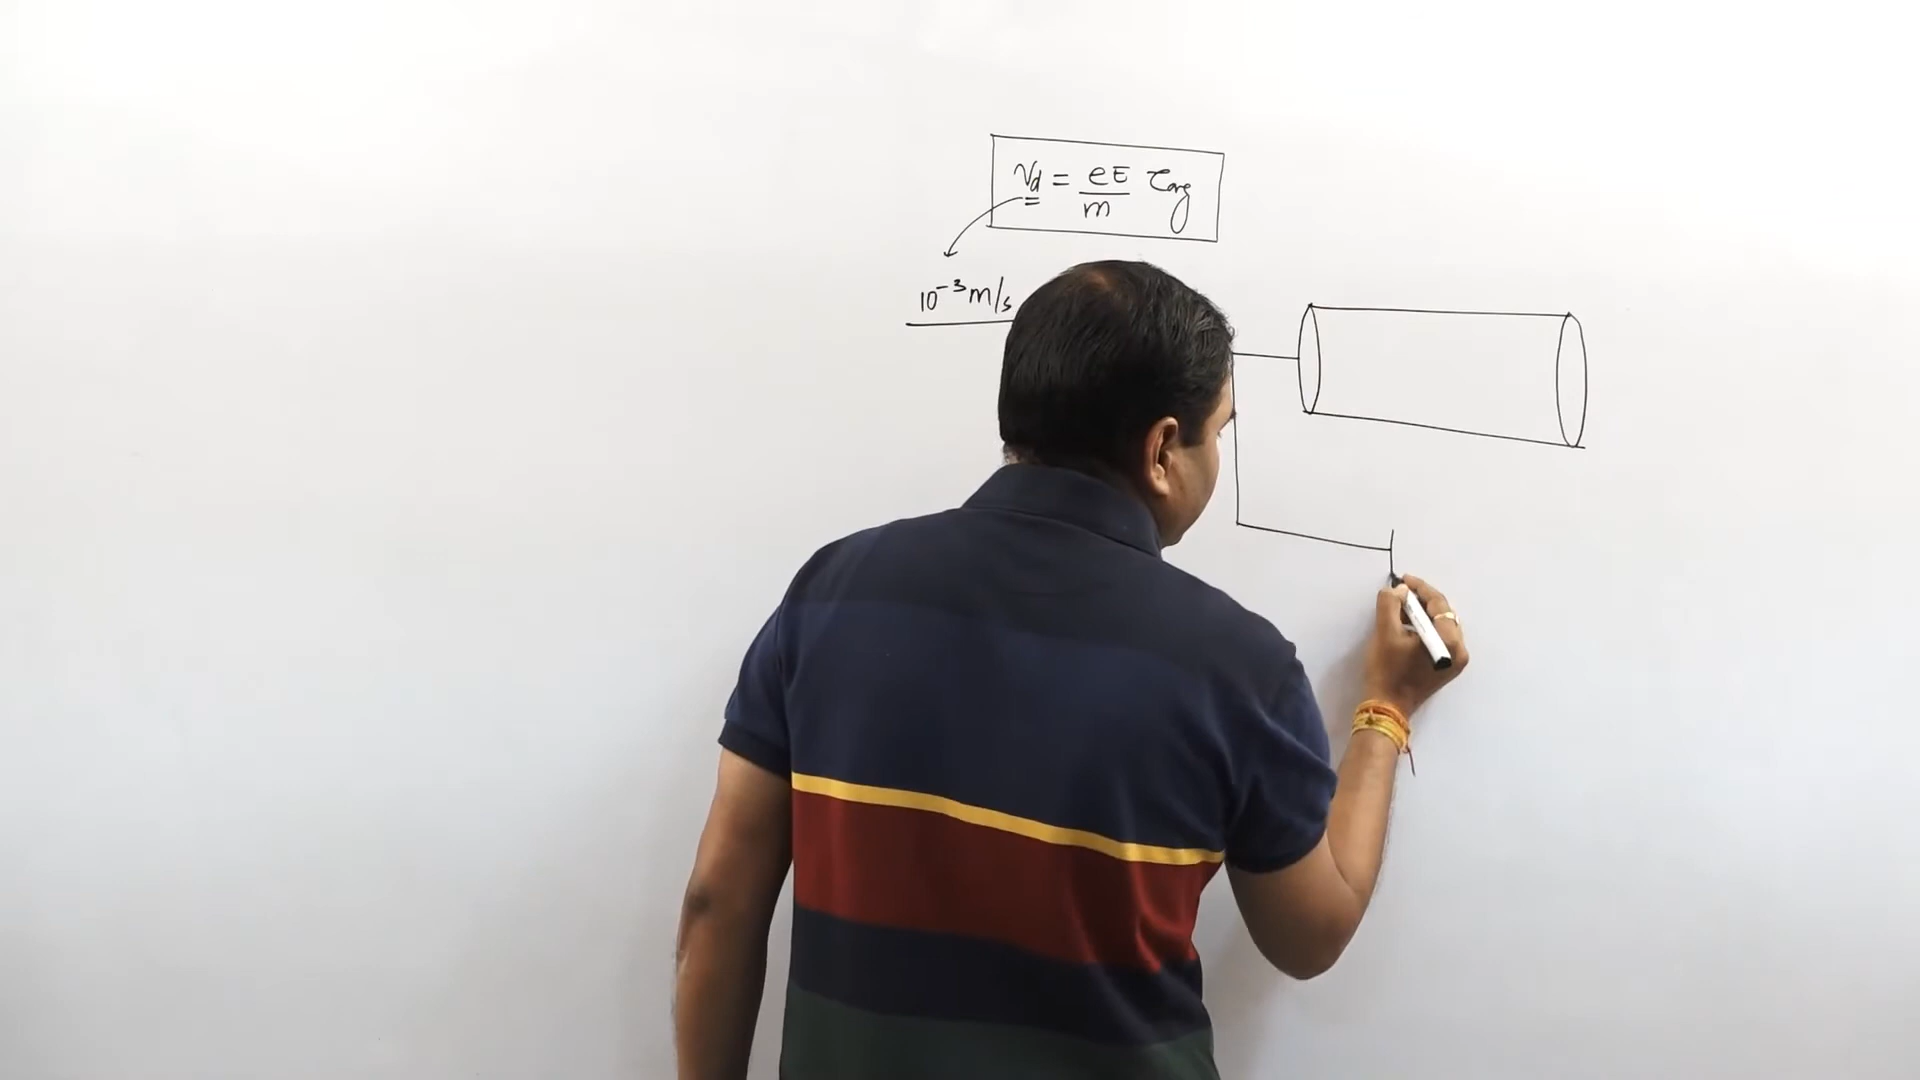 v_d = eE/m τ_avg
10⁻³ m/s